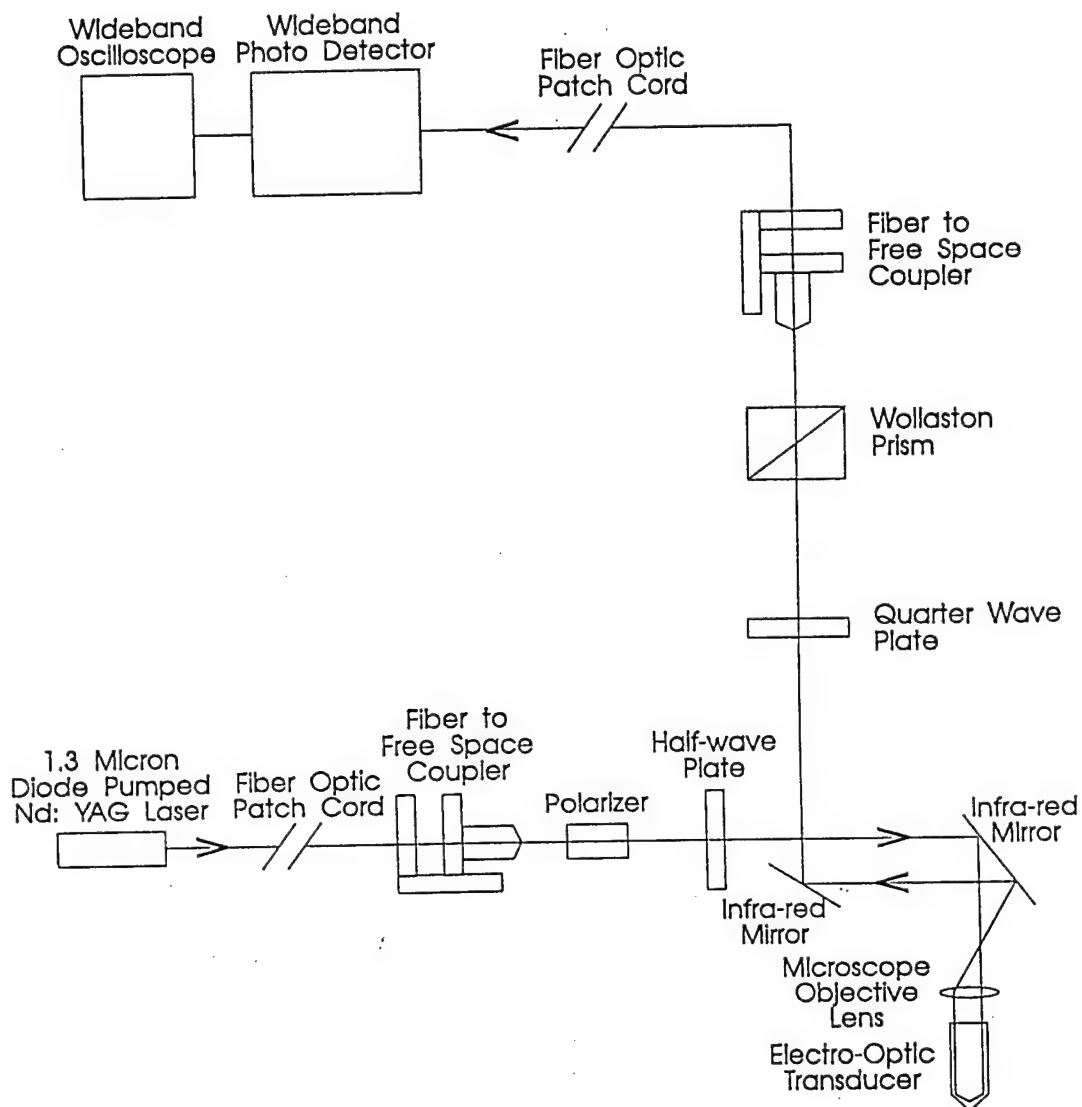 Wideband
Oscilloscope
Wideband
Photo Detector
Fiber Optic
Patch Cord
Fiber to
Free Space
Coupler
Wollaston
Prism
Quarter Wave
Plate
1.3 Micron
Diode Pumped
Nd: YAG Laser
Fiber Optic
Patch Cord
Fiber to
Free Space
Coupler
Polarizer
Half-wave
Plate
Infra-red
Mirror
Infra-red
Mirror
Microscope
Objective
Lens
Electro-Optic
Transducer